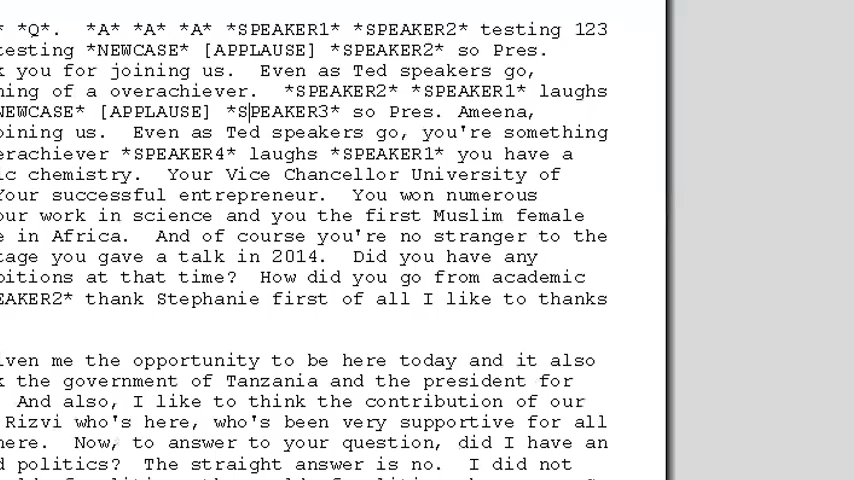 * *Q*.  *A* *A* *A* *SPEAKER1* *SPEAKER2* testing 123
testing *NEWCASE* [APPLAUSE] *SPEAKER2* so Pres.
k you for joining us.  Even as Ted speakers go,
ning of a overachiever.  *SPEAKER2* *SPEAKER1* laughs
NEWCASE* [APPLAUSE] *SPEAKER3* so Pres. Ameena,
oining us.  Even as Ted speakers go, you're something
erachiever *SPEAKER4* laughs *SPEAKER1* you have a
ic chemistry.  Your Vice Chancellor University of
Your successful entrepreneur.  You won numerous
our work in science and you the first Muslim female
e in Africa.  And of course you're no stranger to the
tage you gave a talk in 2014.  Did you have any
bitions at that time?  How did you go from academic
EAKER2* thank Stephanie first of all I like to thanks
iven me the opportunity to be here today and it also
k the government of Tanzania and the president for
And also, I like to think the contribution of our
Rizvi who's here, who's been very supportive for all
here.  Now, to answer to your question, did I have an
d politics?  The straight answer is no.  I did not